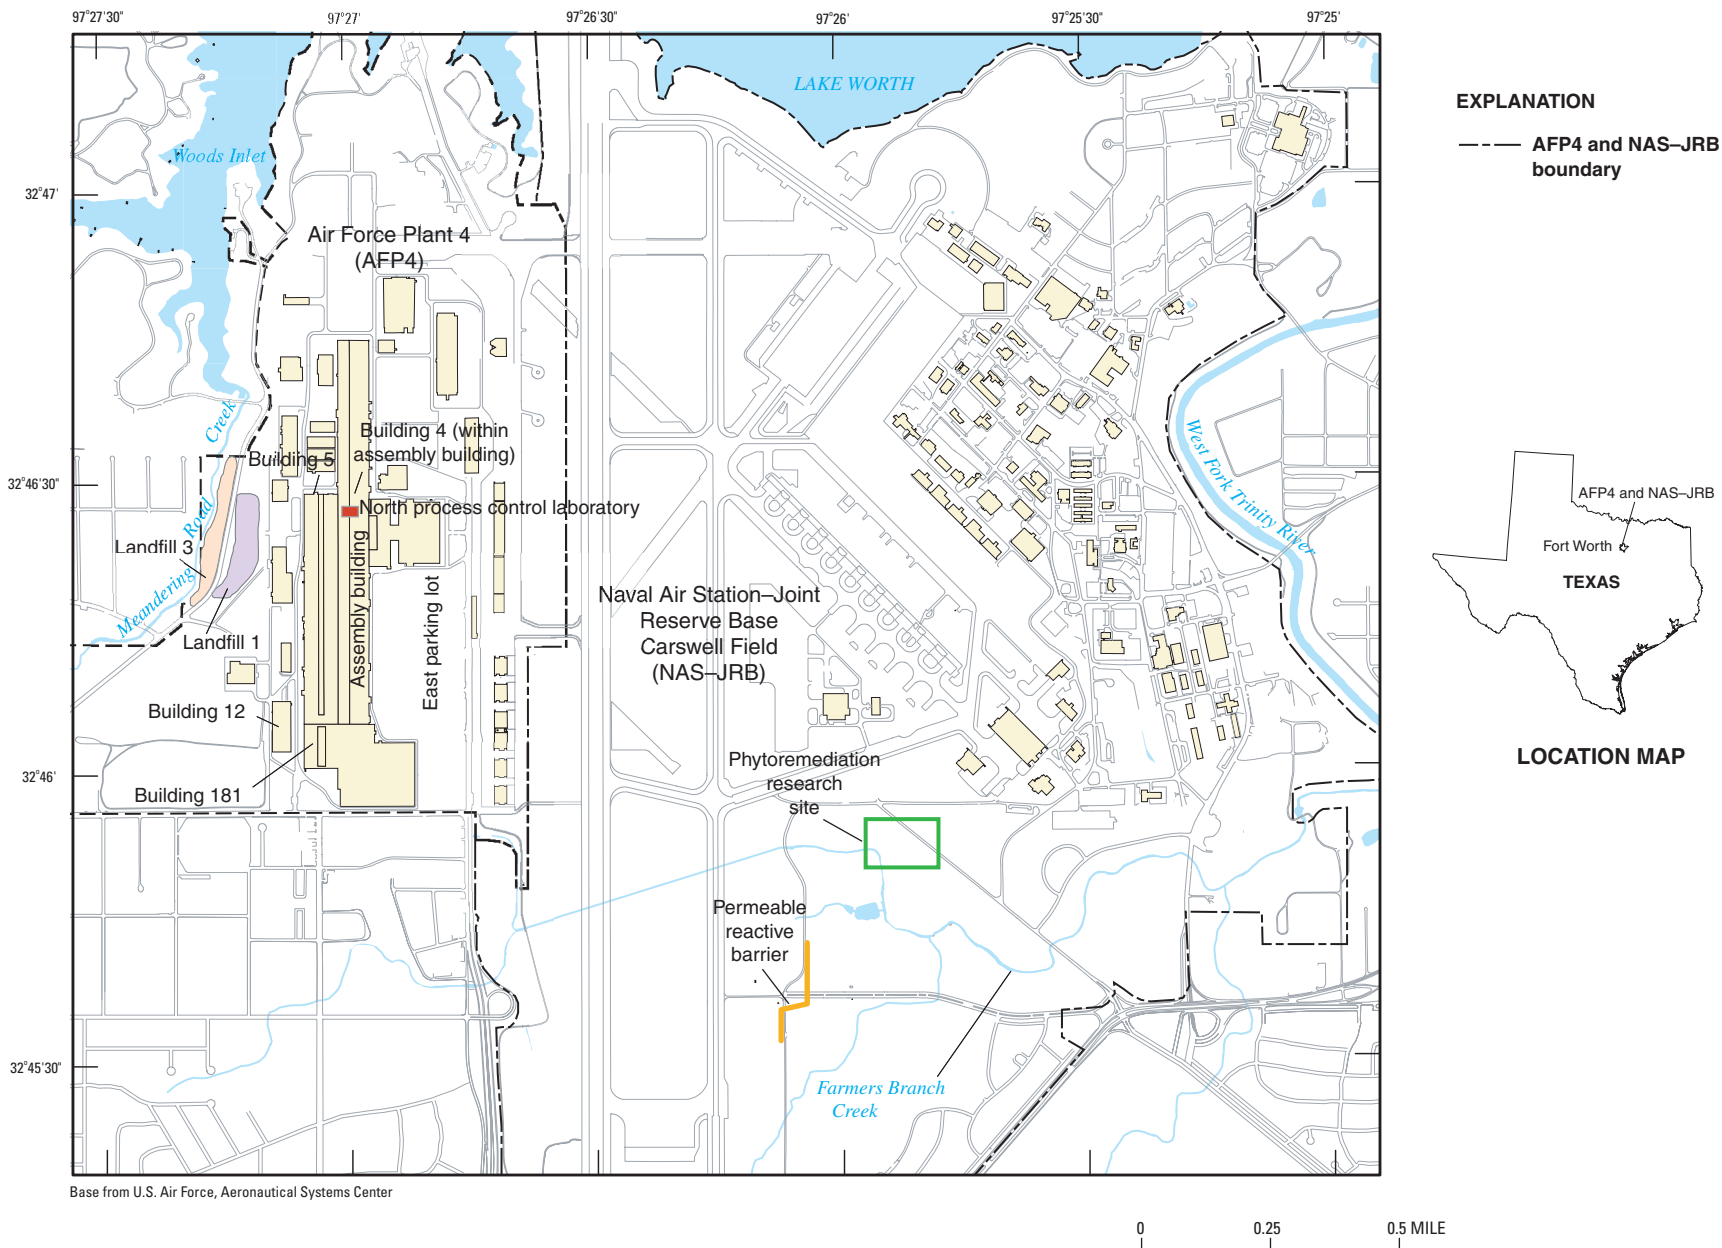 97°27'30"
97°27'
97°26'30"
97°26'
97°25'30"
97°25'
LAKE WORTH
EXPLANATION
AFP4 and NAS–JRB
boundary
Woods Inlet
32°47'
Air Force Plant 4
(AFP4)
Creek
Road
Meandering
Building 4 (within
assembly building)
Building 5
32°46'30"
North process control laboratory
West Fork Trinity River
AFP4 and NAS–JRB
Fort Worth
TEXAS
LOCATION MAP
Landfill 3
Landfill 1
Assembly building
East parking lot
Naval Air Station–Joint
Reserve Base
Carswell Field
(NAS–JRB)
Building 12
32°46'
Building 181
Phytoremediation
research
site
Permeable
reactive
barrier
32°45'30"
Farmers Branch
Creek
Base from U.S. Air Force, Aeronautical Systems Center
0 0.25 0.5 MILE